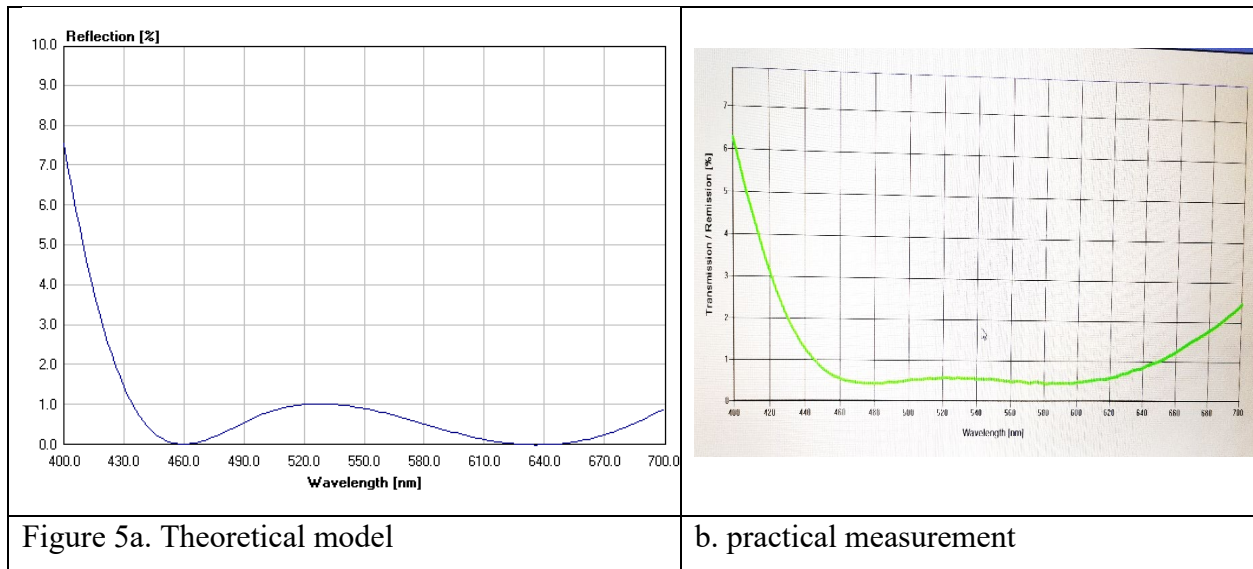 Reflection [%]
10.0
9.0
8.0
7.0
6.0
5.0
4.0
3.0
2.0
1.0
0.0
400.0 430.0 460.0 490.0 520.0 550.0 580.0 610.0 640.0 670.0 700.0
Wavelength [nm]
Transmission / Remission [%]
7
6
5
4
3
2
1
0
400 420 440 460 480 500 520 540 560 580 600 620 640 660 680 700
Wavelength [nm]
Figure 5a. Theoretical model
b. practical measurement